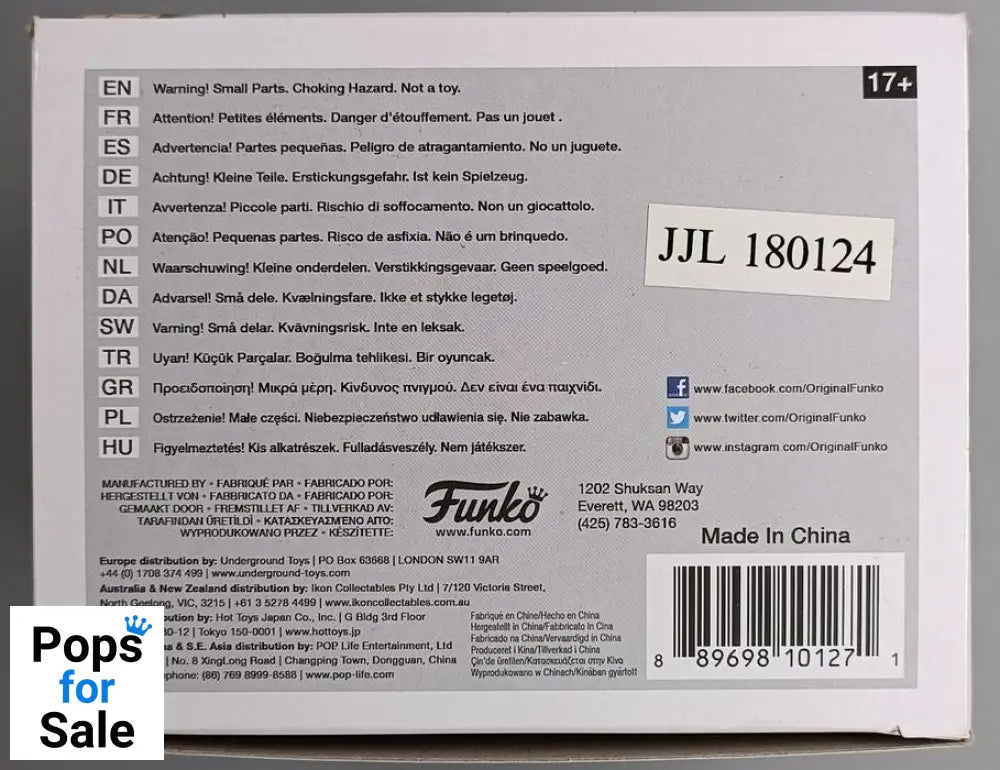 17+
EN Warning! Small Parts. Choking Hazard. Not a toy.
FR Attention! Petites éléments. Danger d'étouffement. Pas un jouet .
ES Advertencia! Partes pequeñas. Peligro de atragantamiento. No un juguete.
DE Achtung! Kleine Teile. Erstickungsgefahr. Ist kein Spielzeug.
IT Avvertenza! Piccole parti. Rischio di soffocamento. Non un giocattolo.
PO Atenção! Pequenas partes. Risco de asfixia. Não é um brinquedo.
NL Waarschuwing! Kleine onderdelen. Verstikkingsgevaar. Geen speelgoed.
DA Advarsel! Små dele. Kvælningsfare. Ikke et stykke legetøj.
SW Varning! Små delar. Kvävningsrisk. Inte en leksak.
TR Uyan! Küçük Parçalar. Boğulma tehlikesi. Bir oyuncak.
GR Προειδοποίηση! Μικρά μέρη. Κίνδυνος πνιγμού. Δεν είναι ένα παιχνίδι.
PL Ostrzeżenie! Małe części. Niebezpieczeństwo udławienia się. Nie zabawka.
HU Figyelmeztetés! Kis alkatrészek. Fulladásveszély. Nem játékszer.
JJL 180124
www.facebook.com/OriginalFunko
www.twitter.com/OriginalFunko
www.instagram.com/OriginalFunko
MANUFACTURED BY • FABRIQUÉ PAR • FABRICADO POR:
HERGESTELLT VON • FABBRICATO DA • FABRICADO POR:
GEMAAKT DOOR • FREMSTILLET AF • TILLVERKAD AV:
TARAFINDAN ÜRETİLDİ • ΚΑΤΑΣΚΕΥΑΣΜΈΝΟ ΑΠΌ:
WYPRODUKOWANO PRZEZ • KÉSZÍTETTE:
Funko
www.funko.com
1202 Shuksan Way
Everett, WA 98203
(425) 783-3616
Made In China
Europe distribution by: Underground Toys | PO Box 63668 | LONDON SW11 9AR
+44 (0) 1708 374 499 | www.underground-toys.com
Australia & New Zealand distribution by: Ikon Collectables Pty Ltd | 7/120 Victoria Street,
North Geelong, VIC, 3215 | +61 3 5278 4499 | www.ikoncollectables.com.au
ution by: Hot Toys Japan Co., Inc. | G Bldg 3rd Floor
0-12 | Tokyo 150-0001 | www.hottoys.jp
a & S.E. Asia distribution by: POP Life Entertainment, Ltd
| No. 8 XingLong Road | Changping Town, Dongguan, China
phone: (86) 769 8999-8588 | www.pop-life.com
Fabriqué en Chine/Hecho en China
Hergestellt in China/Fabbricato in Cina
Fabricado na China/Vervaardigd in China
Produceret i Kina/Tillverkad i China
Çin'de üretilen/Κατασκευάζεται στην Κίνα
Wyprodukowano w Chinach/Kinában gyártott
8 89698 10127 1
Pops
for
Sale